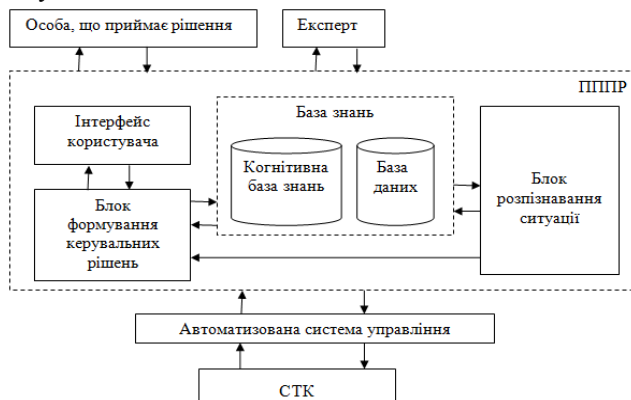 Особа, що приймає рішення
Експерт
ПППР
База знань
Інтерфейс
користувача
Когнітивна
база знань
База
даних
Блок
розпізнавання
ситуації
Блок
формування
керувальних
рішень
Автоматизована система управління
СТК